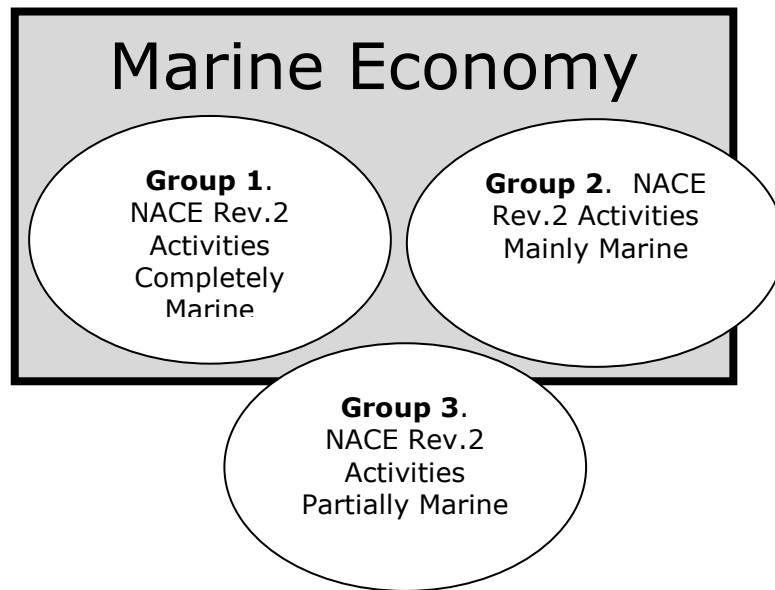 Marine Economy
Group 1.
NACE Rev.2
Activities
Completely
Marine
Group 2. NACE
Rev.2 Activities
Mainly Marine
Group 3.
NACE Rev.2
Activities
Partially Marine